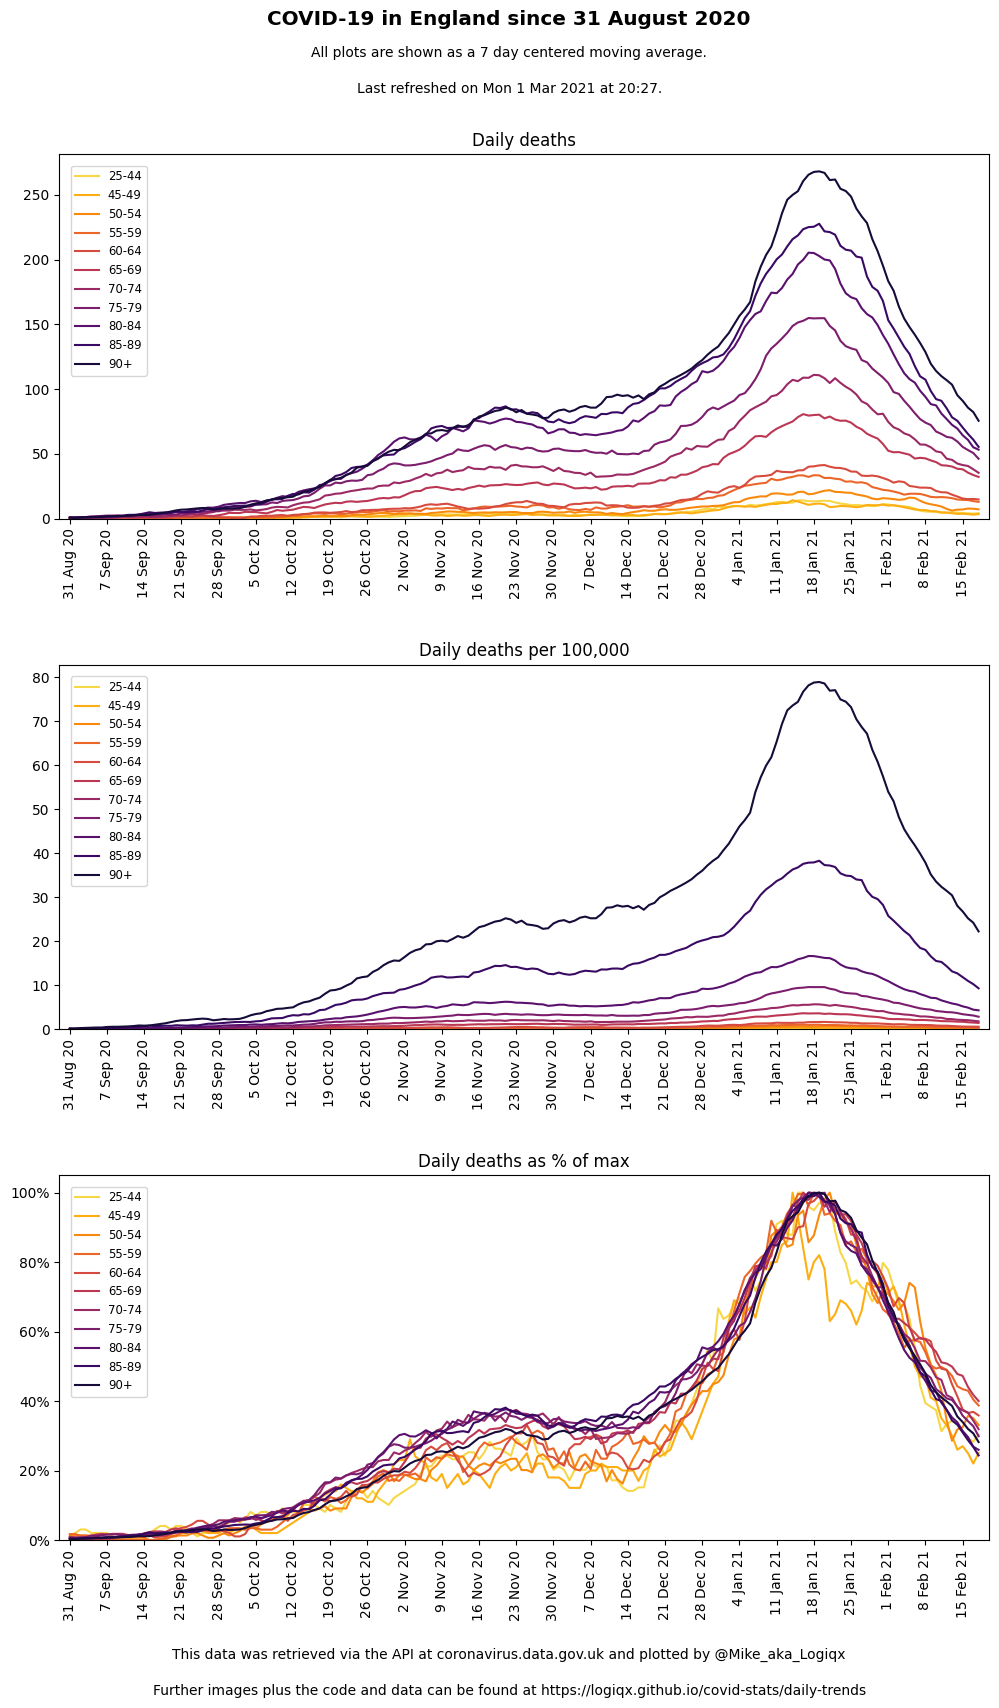 COVID-19 in England since 31 August 2020
All plots are shown as a 7 day centered moving average.
Last refreshed on Mon 1 Mar 2021 at 20:27.
Daily deaths
250
200
150
100
50
0
25-44
45-49
50-54
55-59
60-64
65-69
70-74
75-79
80-84
85-89
90+
31 Aug 20
7 Sep 20
14 Sep 20
21 Sep 20
28 Sep 20
5 Oct 20
12 Oct 20
19 Oct 20
26 Oct 20
2 Nov 20
9 Nov 20
16 Nov 20
23 Nov 20
30 Nov 20
7 Dec 20
14 Dec 20
21 Dec 20
28 Dec 20
4 Jan 21
11 Jan 21
18 Jan 21
25 Jan 21
1 Feb 21
8 Feb 21
15 Feb 21
Daily deaths per 100,000
80
70
60
50
40
30
20
10
0
25-44
45-49
50-54
55-59
60-64
65-69
70-74
75-79
80-84
85-89
90+
31 Aug 20
7 Sep 20
14 Sep 20
21 Sep 20
28 Sep 20
5 Oct 20
12 Oct 20
19 Oct 20
26 Oct 20
2 Nov 20
9 Nov 20
16 Nov 20
23 Nov 20
30 Nov 20
7 Dec 20
14 Dec 20
21 Dec 20
28 Dec 20
4 Jan 21
11 Jan 21
18 Jan 21
25 Jan 21
1 Feb 21
8 Feb 21
15 Feb 21
Daily deaths as % of max
100%
80%
60%
40%
20%
0%
25-44
45-49
50-54
55-59
60-64
65-69
70-74
75-79
80-84
85-89
90+
31 Aug 20
7 Sep 20
14 Sep 20
21 Sep 20
28 Sep 20
5 Oct 20
12 Oct 20
19 Oct 20
26 Oct 20
2 Nov 20
9 Nov 20
16 Nov 20
23 Nov 20
30 Nov 20
7 Dec 20
14 Dec 20
21 Dec 20
28 Dec 20
4 Jan 21
11 Jan 21
18 Jan 21
25 Jan 21
1 Feb 21
8 Feb 21
15 Feb 21
This data was retrieved via the API at coronavirus.data.gov.uk and plotted by @Mike_aka_Logiqx
Further images plus the code and data can be found at https://logiqx.github.io/covid-stats/daily-trends